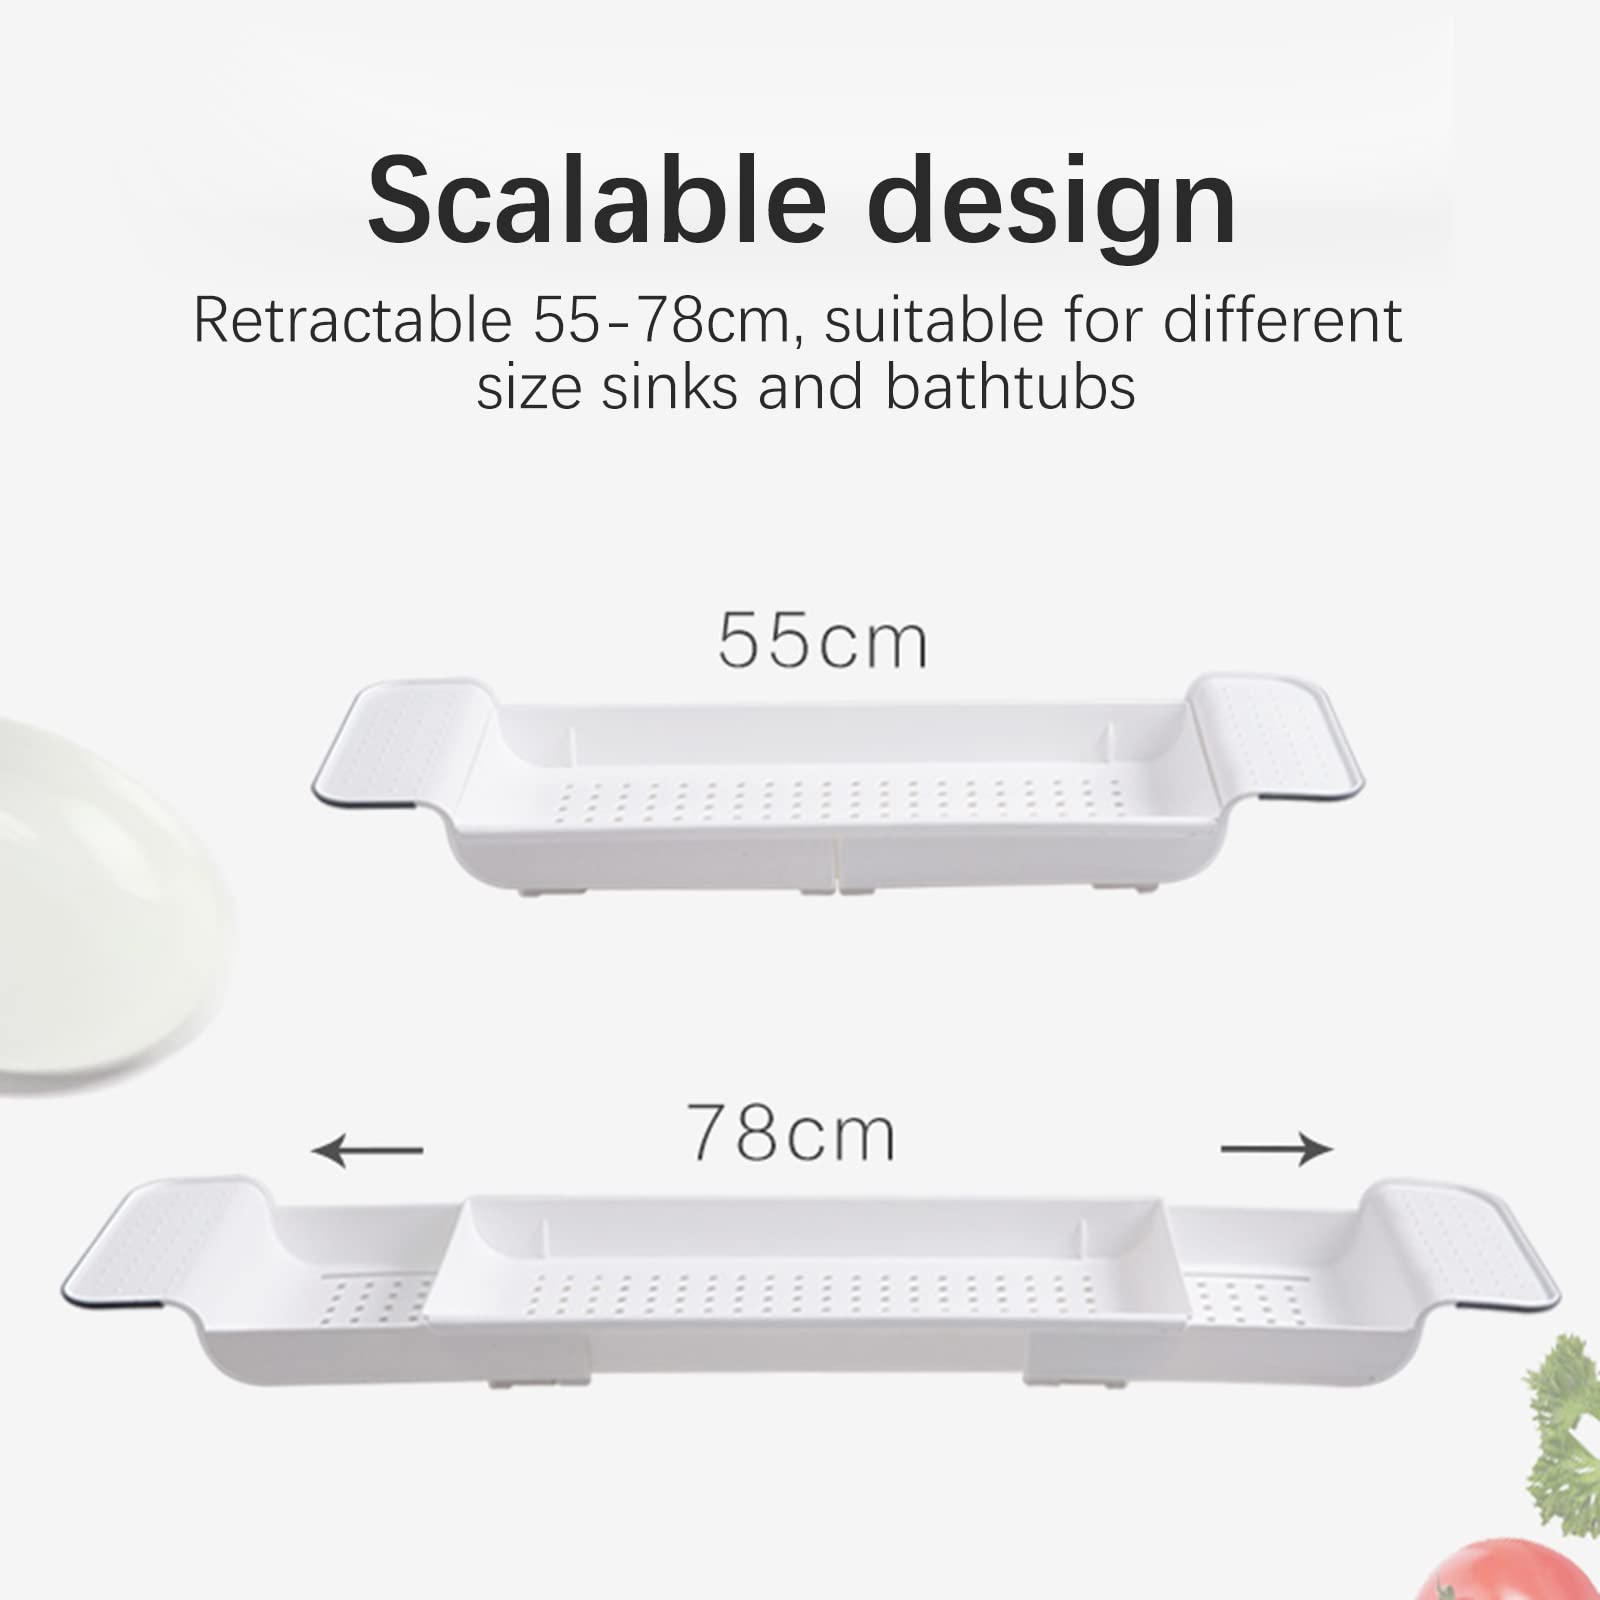 Scalable design
Retractable 55-78cm, suitable for different
size sinks and bathtubs
55cm
78cm